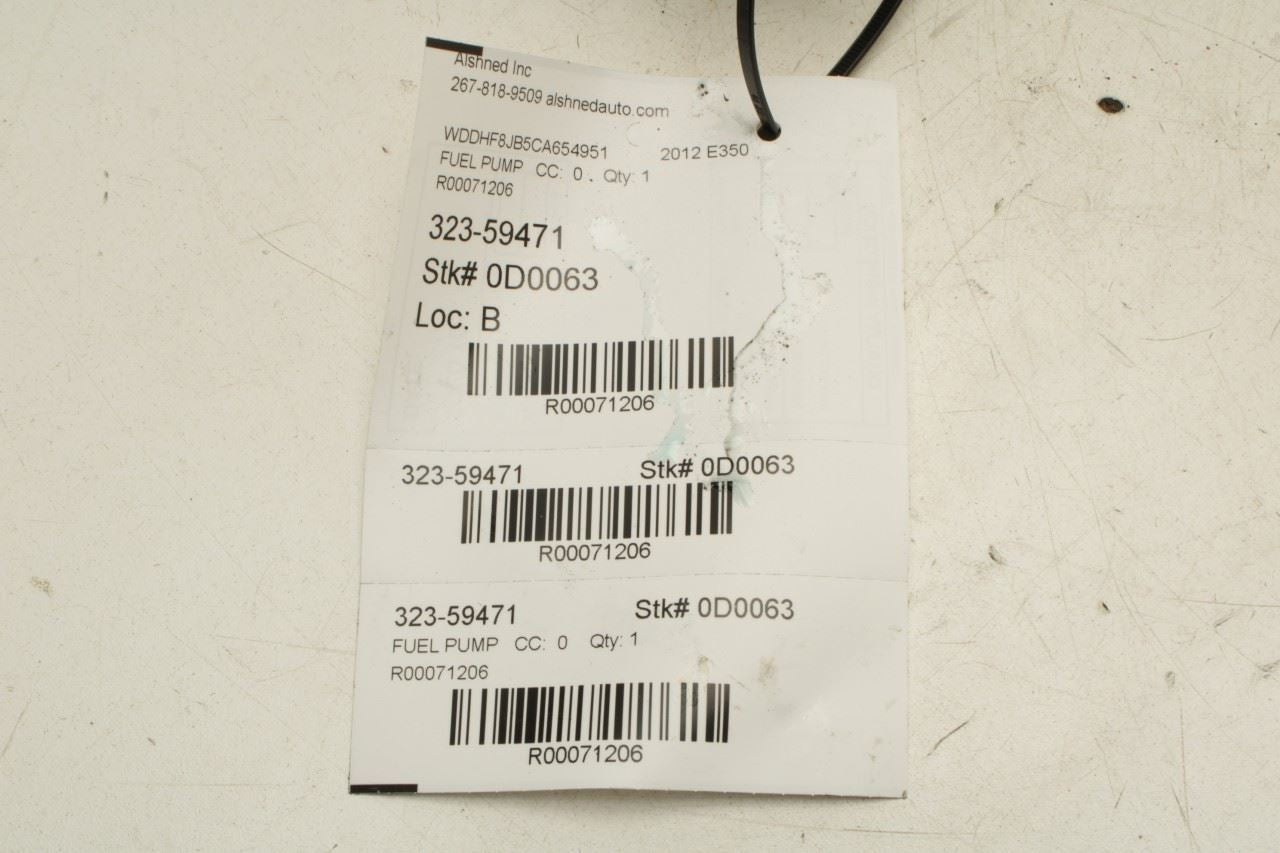 Alshned Inc
267-818-9509 alshnedauto.com
WDDHF8JB5CA654951 2012 E350
FUEL PUMP CC: 0 . Qty: 1
R00071206
323-59471
Stk# 0D0063
Loc: B
R00071206
323-59471 Stk# 0D0063
R00071206
323-59471 Stk# 0D0063
FUEL PUMP CC: 0 Qty: 1
R00071206
R00071206